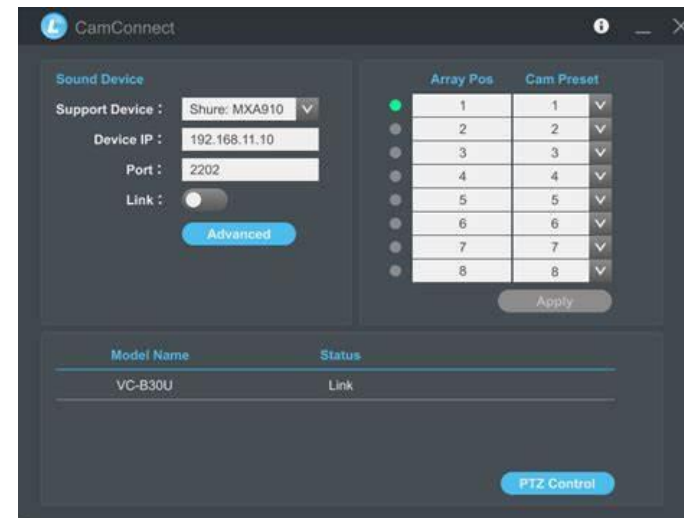 CamConnect
Sound Device
Support Device : Shure: MXA910
Device IP : 192.168.11.10
Port : 2202
Link :
Advanced
Array Pos Cam Preset
1 1
2 2
3 3
4 4
5 5
6 6
7 7
8 8
Apply
Model Name Status
VC-B30U Link
PTZ Control